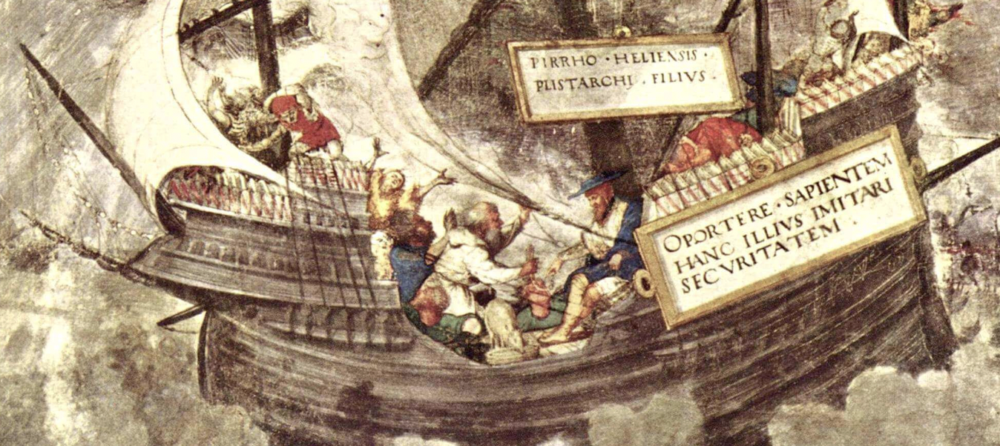 PIRRHO · HELIENSIS ·
PLISTARCHI · FILIVS ·
OPORTERE · SAPIENTEM
HANC ILLIVS IMITARI
SECVRITATEM ·